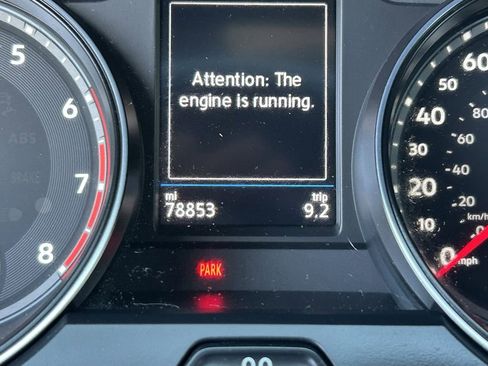 Attention: The
engine is running.
mi
trip
78853
9.2
PARK
5
6
7
8
ABS
BRAKE
60
50
40
30
20
10
0
mph
80
60
40
20
0
km/h